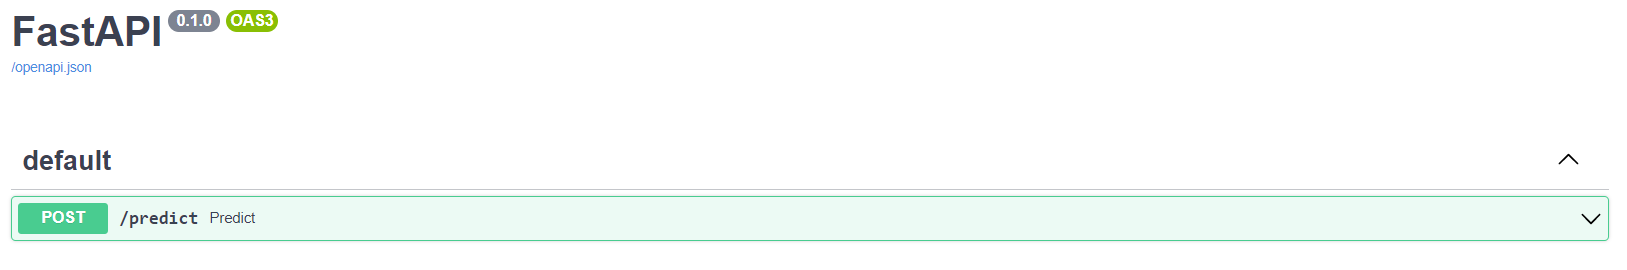 FastAPI 0.1.0 OAS3
/openapi.json
default
POST /predict Predict